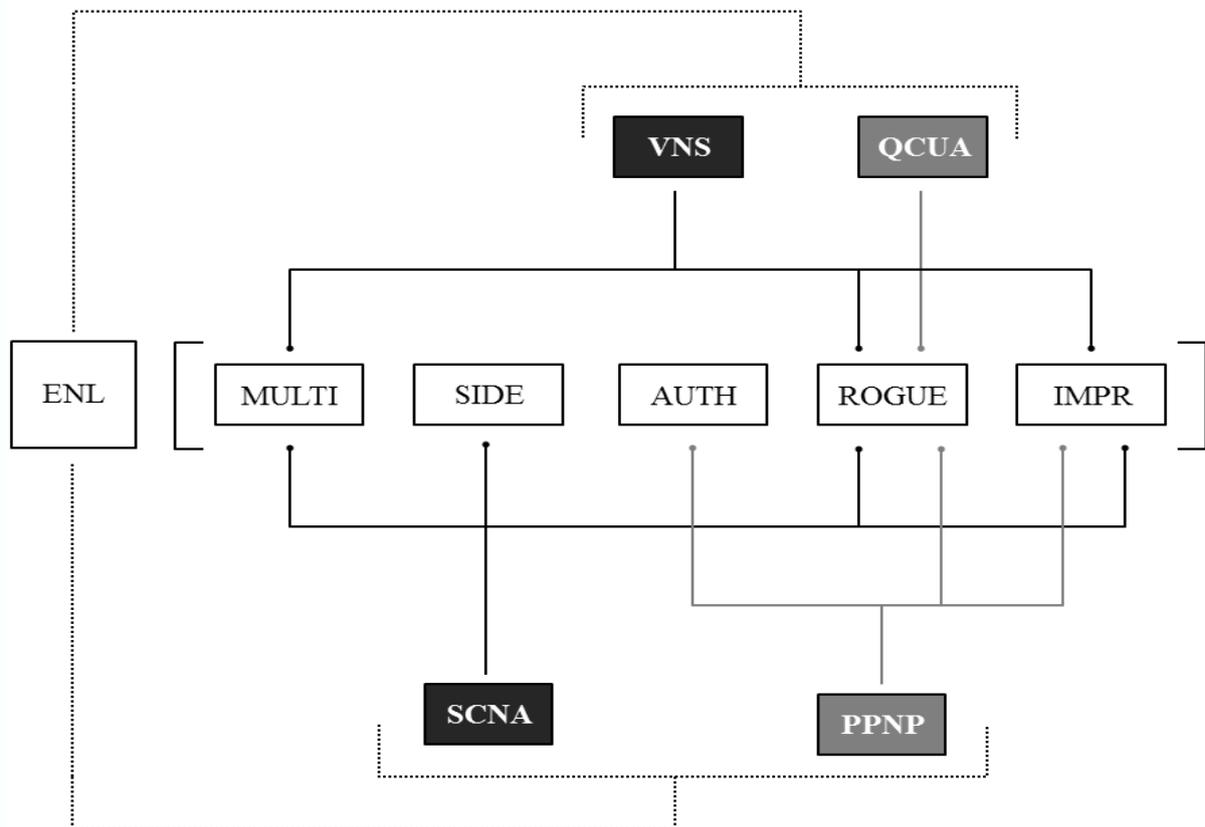 VNS
QCUA
ENL
MULTI
SIDE
AUTH
ROGUE
IMPR
SCNA
PPNP